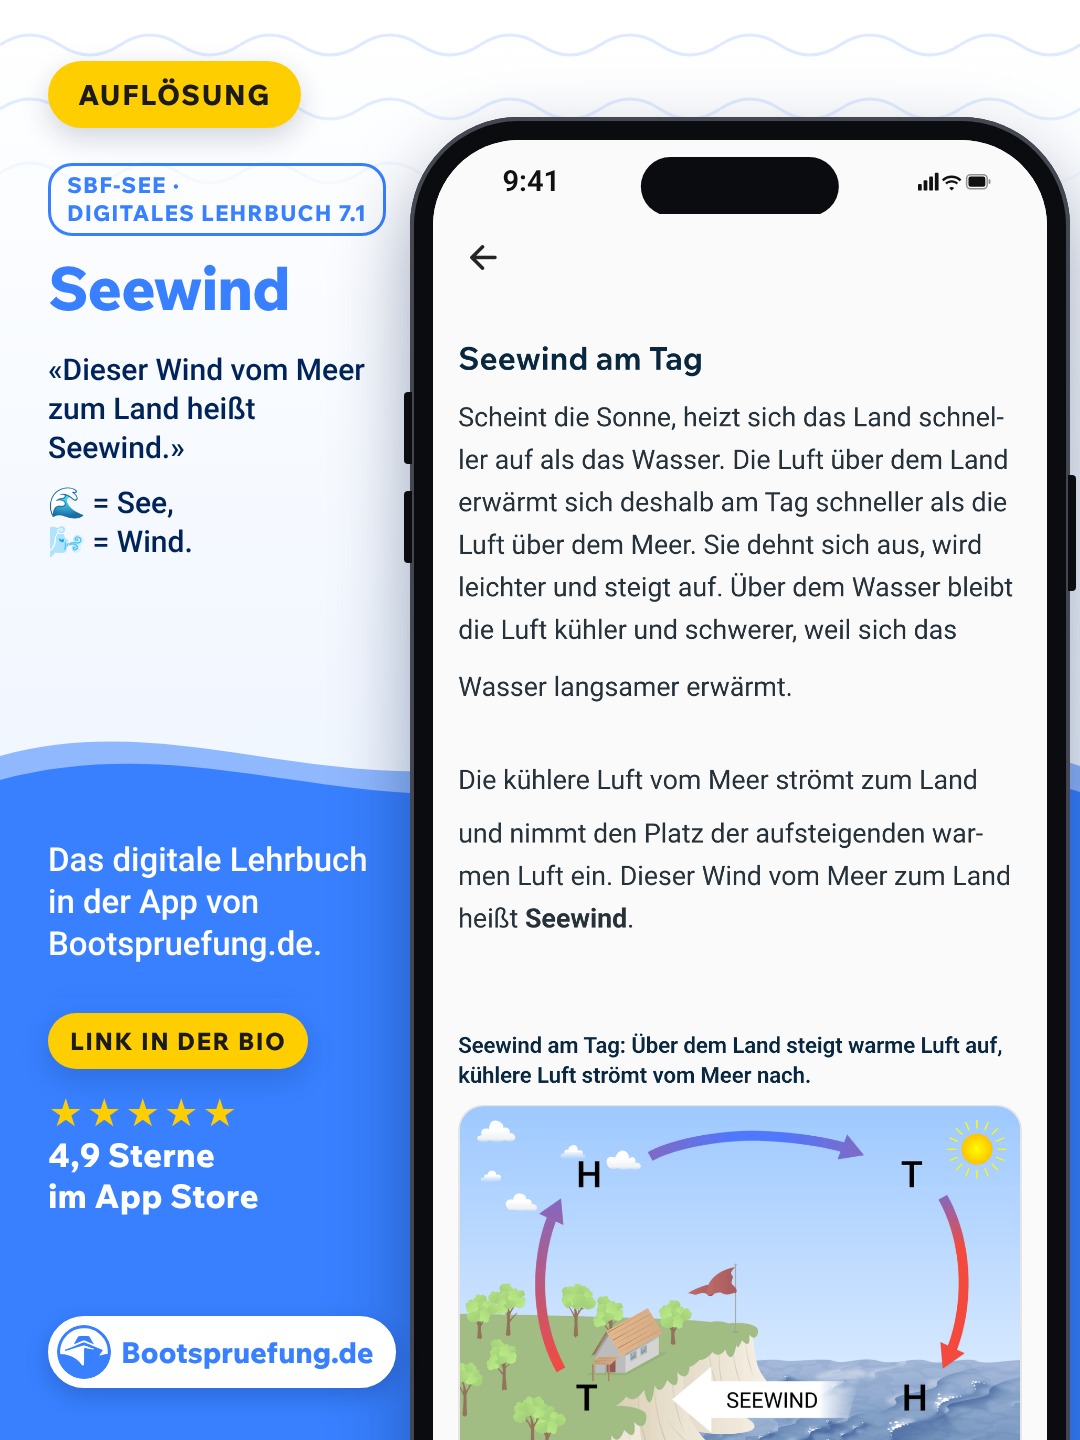 AUFLÖSUNG
SBF-SEE ·
DIGITALES LEHRBUCH 7.1
Seewind
«Dieser Wind vom Meer
zum Land heißt
Seewind.»
🌊 = See,
🌬️ = Wind.
Das digitale Lehrbuch
in der App von
Bootspruefung.de.
LINK IN DER BIO
★★★★★
4,9 Sterne
im App Store
Bootspruefung.de
9:41
Seewind am Tag
Scheint die Sonne, heizt sich das Land schnel-
ler auf als das Wasser. Die Luft über dem Land
erwärmt sich deshalb am Tag schneller als die
Luft über dem Meer. Sie dehnt sich aus, wird
leichter und steigt auf. Über dem Wasser bleibt
die Luft kühler und schwerer, weil sich das
Wasser langsamer erwärmt.
Die kühlere Luft vom Meer strömt zum Land
und nimmt den Platz der aufsteigenden war-
men Luft ein. Dieser Wind vom Meer zum Land
heißt Seewind.
Seewind am Tag: Über dem Land steigt warme Luft auf,
kühlere Luft strömt vom Meer nach.
H T
T SEEWIND H